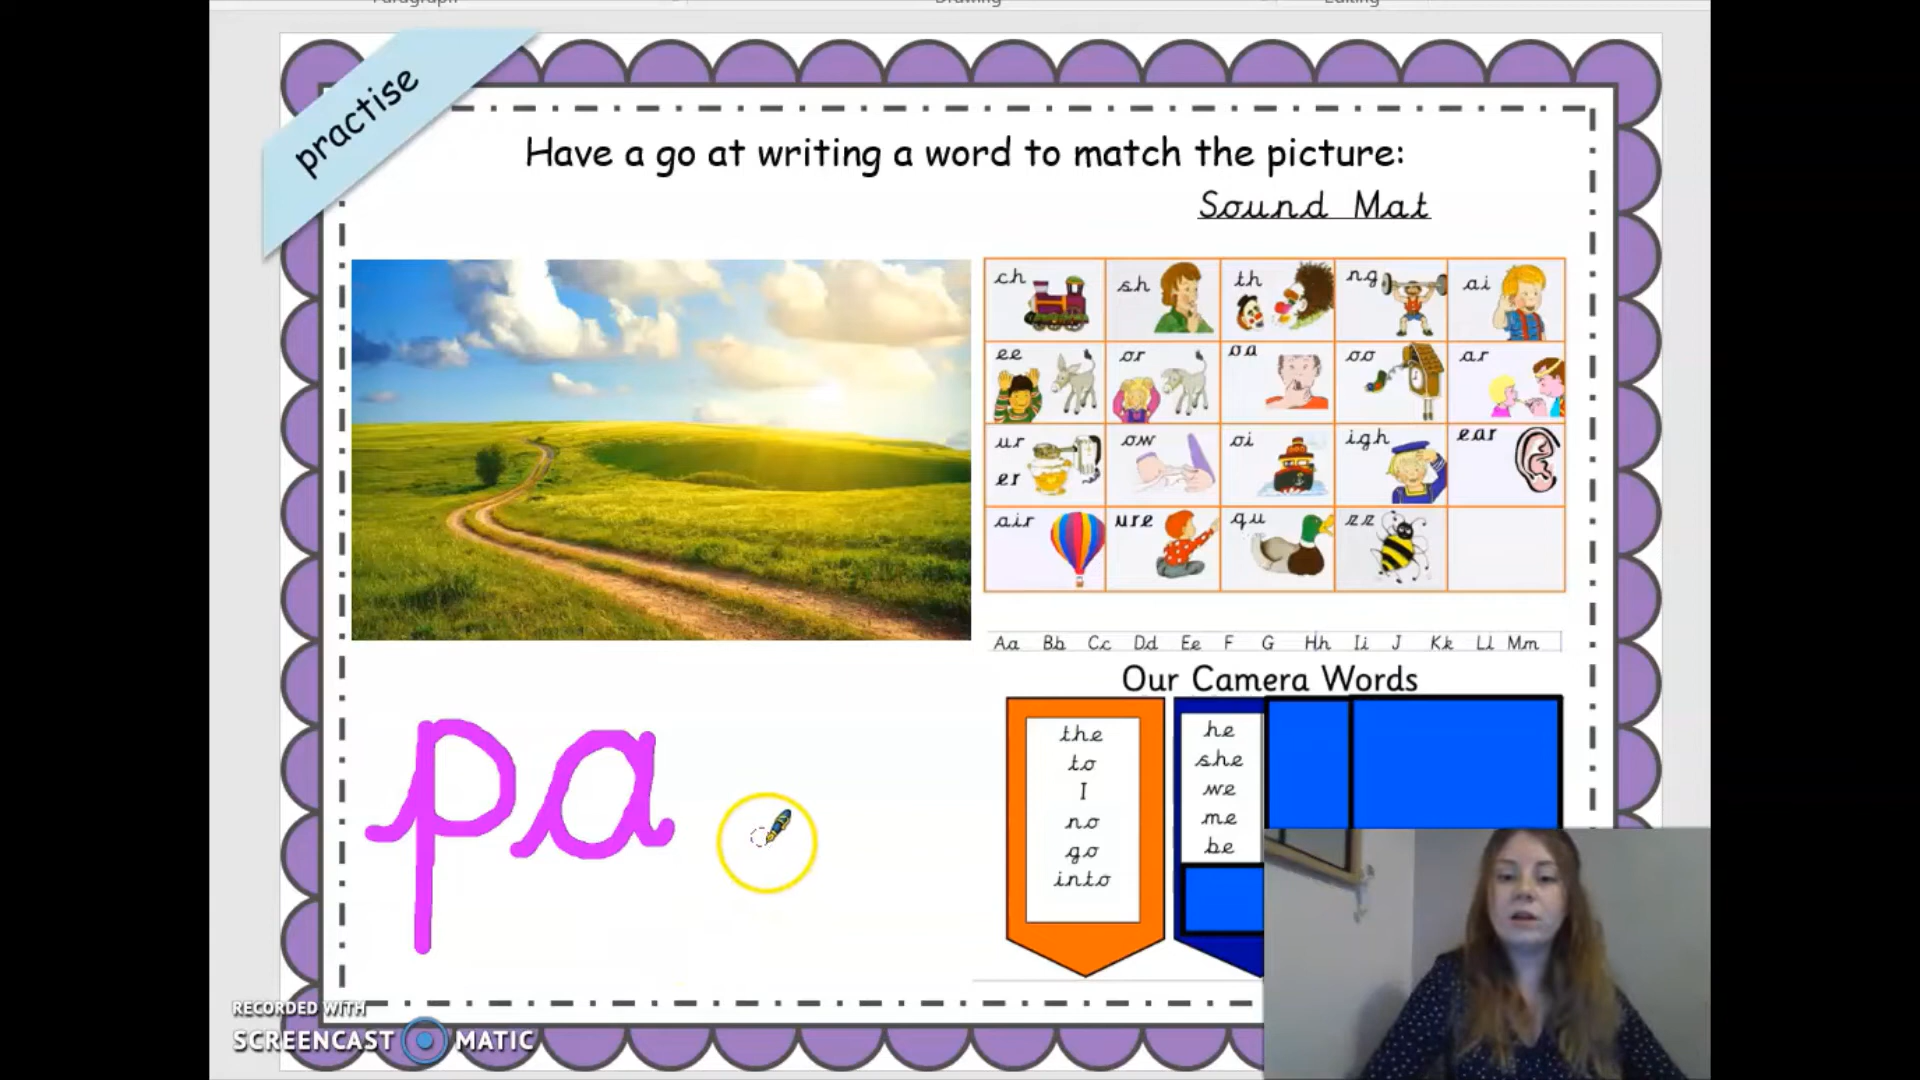 practise
Have a go at writing a word to match the picture:
Sound Mat
ch sh th ng ai
ee or oa oo ar
ur ow oi igh ear
er
air ure qu zz
Aa Bb Cc Dd Ee F G Hh Ii J Kk Ll Mm
Our Camera Words
the
to
I
no
go
into
he
she
we
me
be
pa
RECORDED WITH
SCREENCAST MATIC